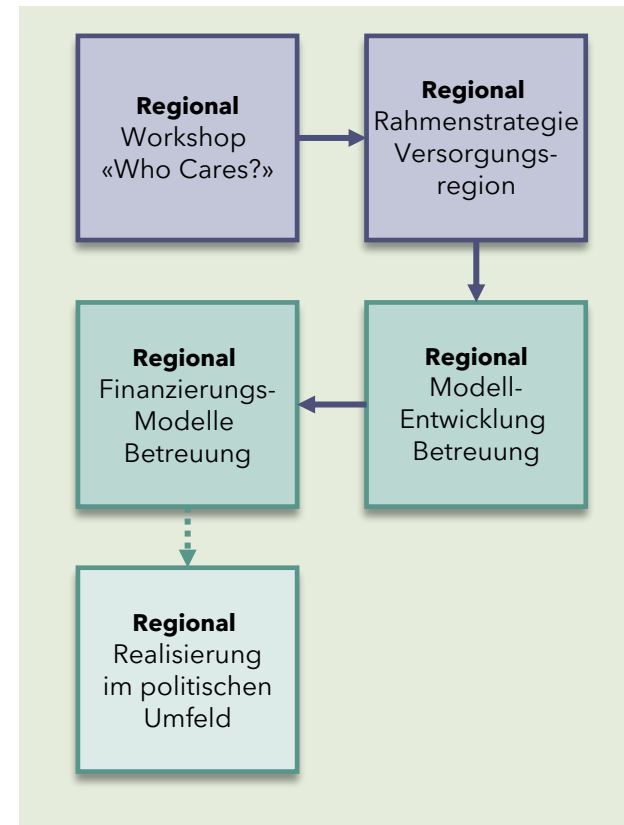 Regional
Workshop
«Who Cares?»
Regional
Rahmenstrategie
Versorgungs-
region
Regional
Modell-
Entwicklung
Betreuung
Regional
Finanzierungs-
Modelle
Betreuung
Regional
Realisierung
im politischen
Umfeld